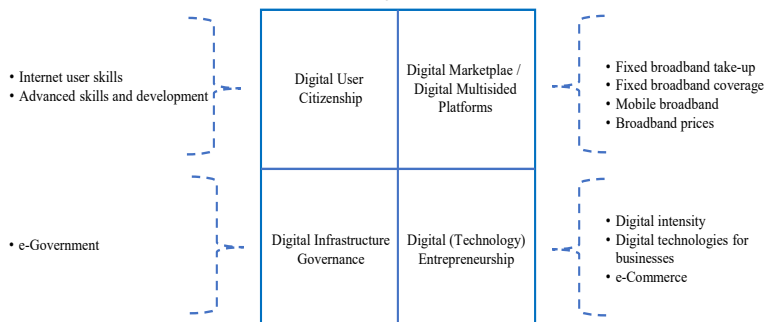 • Internet user skills
• Advanced skills and development
Digital User
Citizenship
Digital Marketplae /
Digital Multisided
Platforms
• Fixed broadband take-up
• Fixed broadband coverage
• Mobile broadband
• Broadband prices
• e-Government
Digital Infrastructure
Governance
Digital (Technology)
Entrepreneurship
• Digital intensity
• Digital technologies for
businesses
• e-Commerce